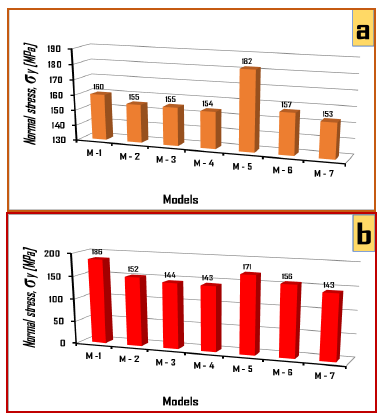 a
Normal stress, σy [MPa]
190
180
170
160
150
140
130
160
155
155
154
182
157
153
M - 1
M - 2
M - 3
M - 4
M - 5
M - 6
M - 7
Models
b
Normal stress, σy [MPa]
200
150
100
50
0
186
152
144
143
171
156
143
M - 1
M - 2
M - 3
M - 4
M - 5
M - 6
M - 7
Models